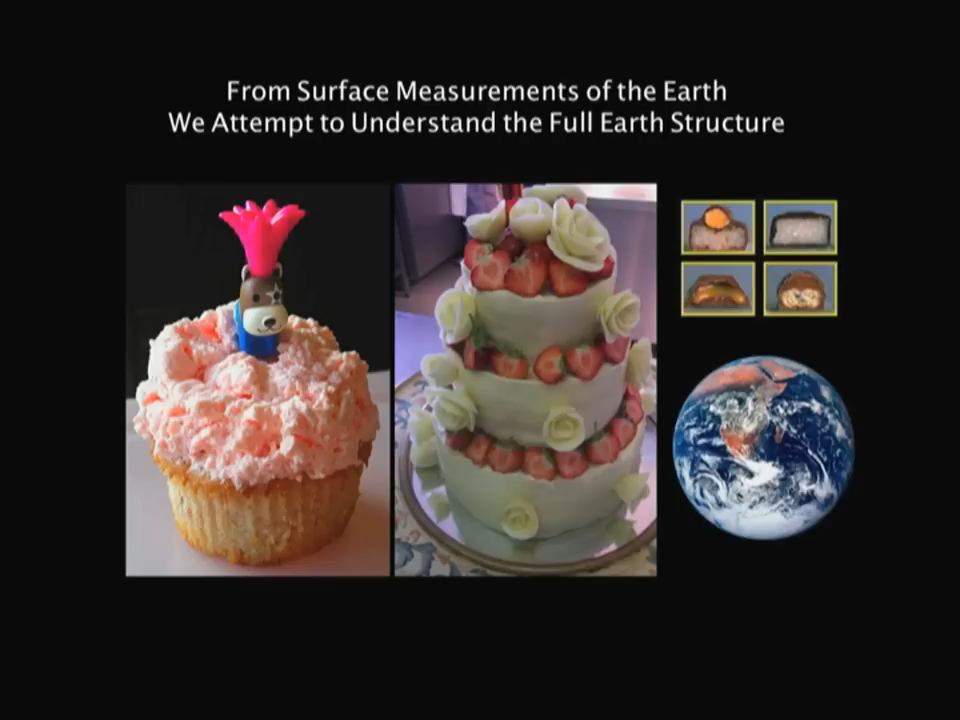 From Surface Measurements of the Earth
We Attempt to Understand the Full Earth Structure